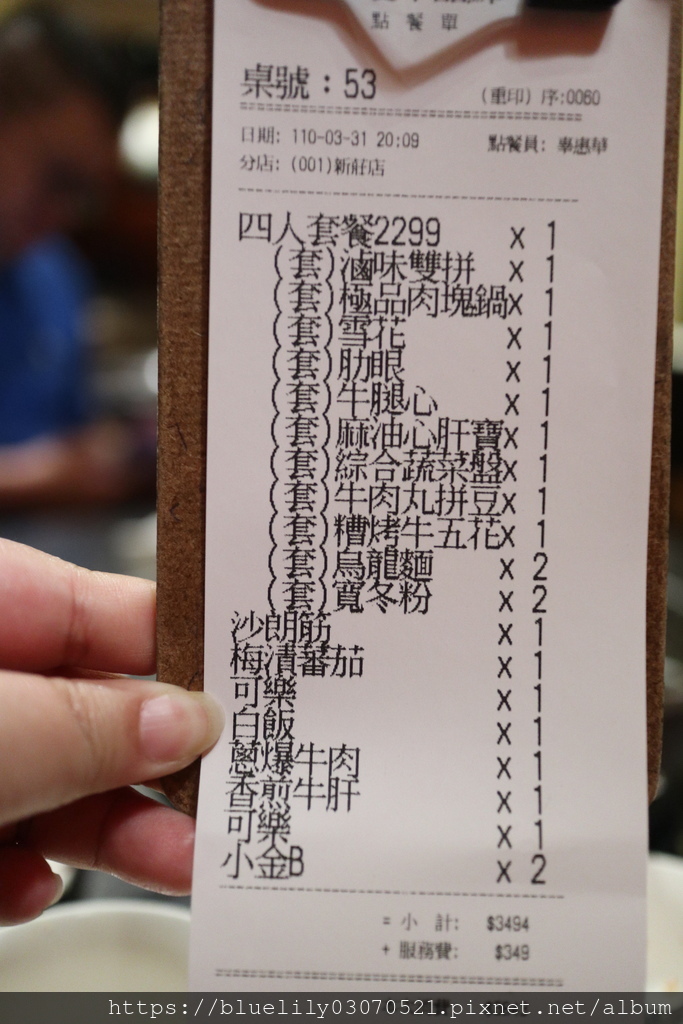 點餐單
桌號：53 (重印) 序:0060
日期: 110-03-31 20:09 點餐員: 辜惠華
分店: (001)新莊店
四人套餐2299 x 1
(套)滷味雙拼 x 1
(套)極品肉塊鍋x 1
(套)雪花 x 1
(套)肋眼 x 1
(套)牛腿心 x 1
(套)麻油心肝寶x 1
(套)綜合蔬菜盤x 1
(套)牛肉丸拼豆x 1
(套)糟烤牛五花x 1
(套)烏龍麵 x 2
(套)寬冬粉 x 2
沙朗筋 x 1
梅漬蕃茄 x 1
可樂 x 1
白飯 x 1
蔥爆牛肉 x 1
香煎牛肝 x 1
可樂 x 1
小金B x 2
= 小 計: $3494
+ 服務費: $349
https://bluelily03070521.pixnet.net/album